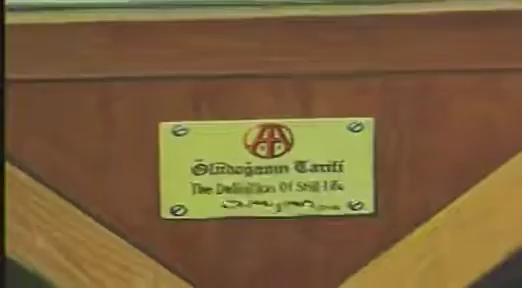 Ölüdoğanın Tarifi
The Definition Of Still Life